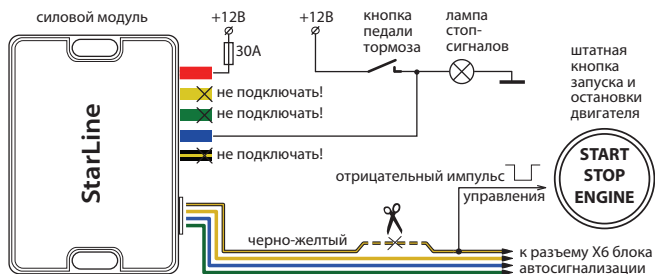 силовой модуль
+12В
30А
+12В
кнопка
педали
тормоза
лампа
стоп-
сигналов
штатная
кнопка
запуска и
остановки
двигателя
не подключать!
не подключать!
не подключать!
StarLine
START
STOP
ENGINE
отрицательный импульс
управления
черно-желтый
к разъему X6 блока
автосигнализации